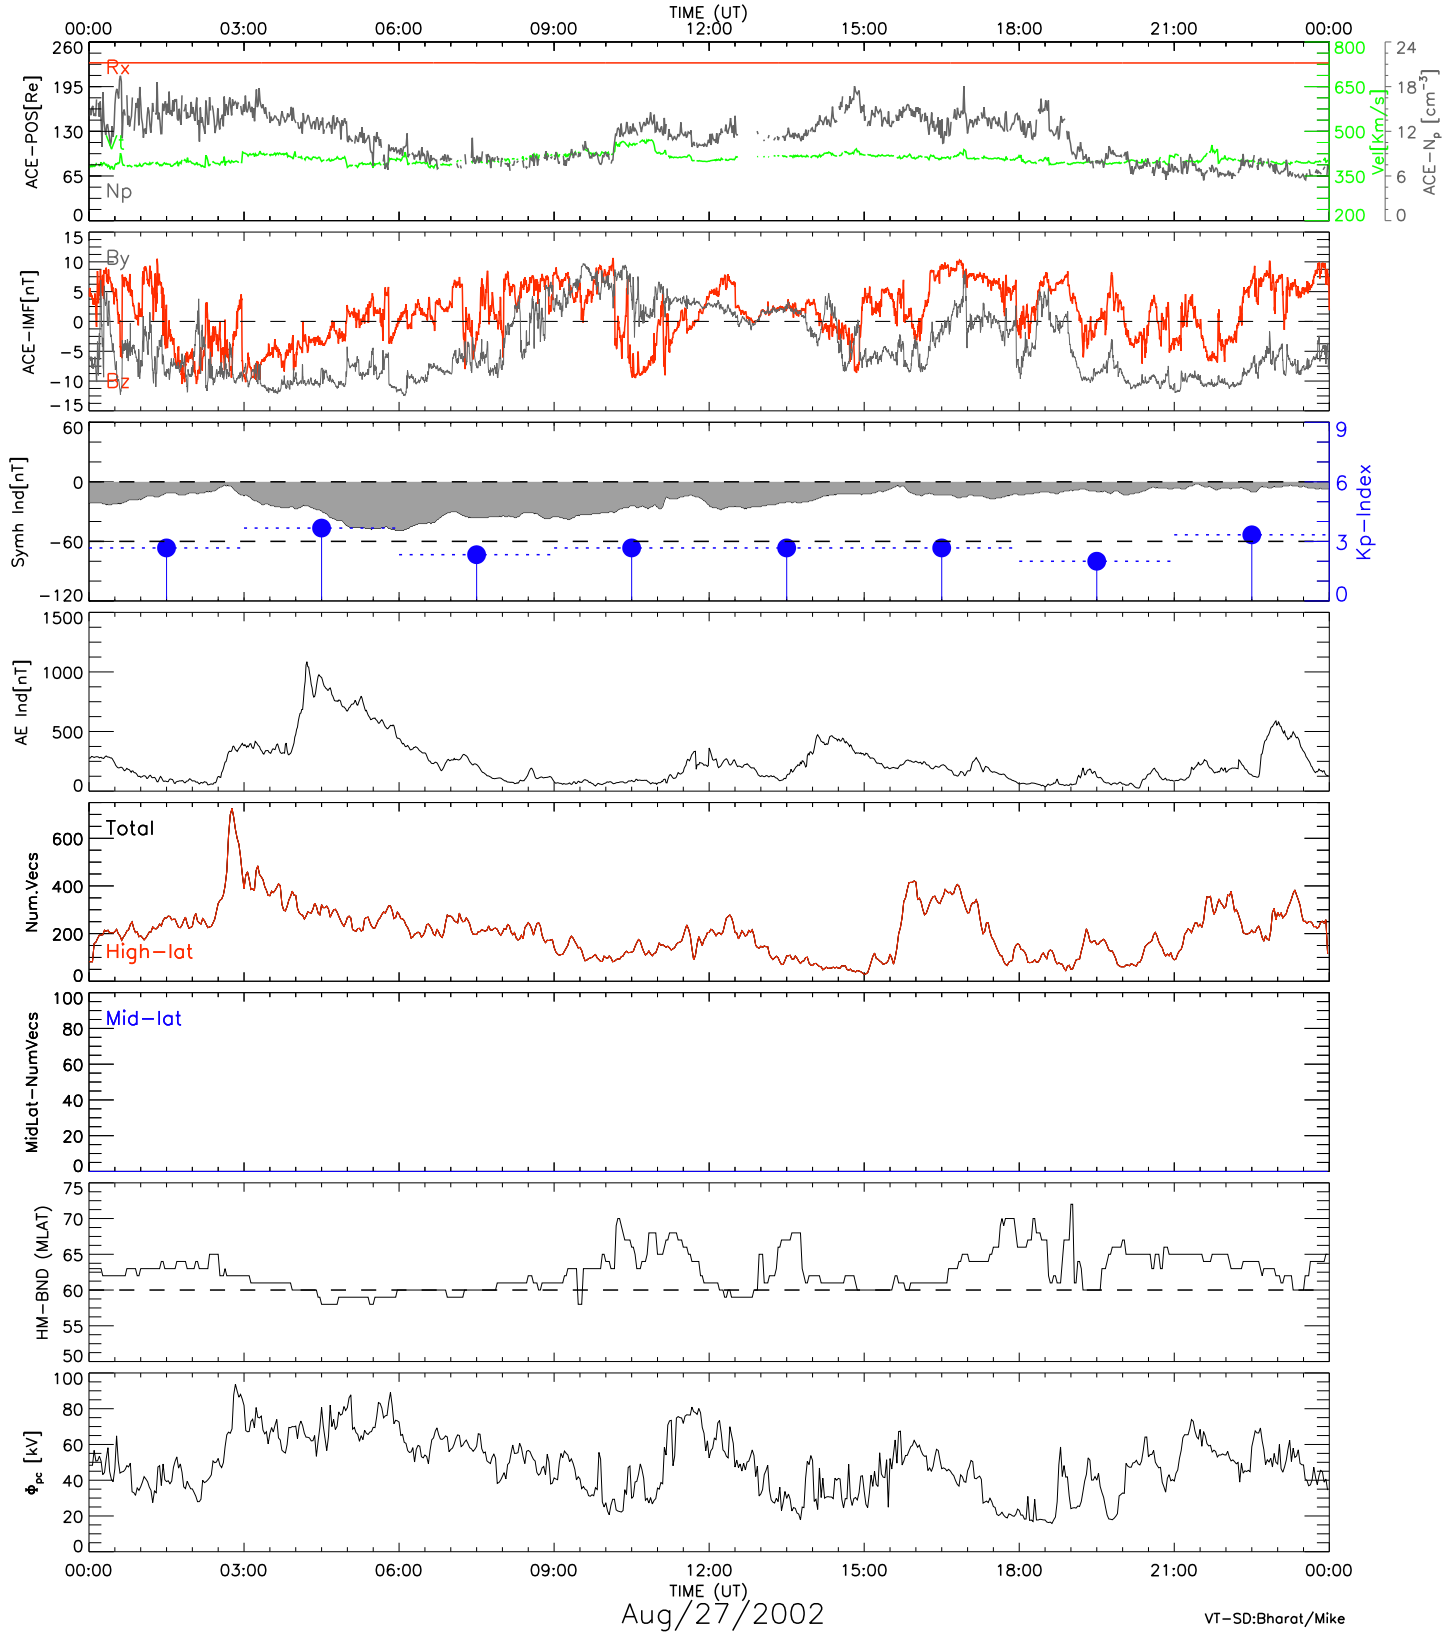 TIME (UT)
00:00 03:00 06:00 09:00 12:00 15:00 18:00 21:00 00:00
ACE-POS[Re]
260
195
130
65
0
Rx
Vt
Np
800
650
500
350
200
Vel[Km/s]
24
18
12
6
0
ACE-Np [cm-3]
ACE-IMF[nT]
15
10
5
0
-5
-10
-15
By
Bz
Symh Ind[nT]
60
0
-60
-120
9
6
3
0
Kp-Index
AE Ind[nT]
1500
1000
500
0
Num.Vecs
600
400
200
0
Total
High-lat
MidLat-NumVecs
100
80
60
40
20
0
Mid-lat
HM-BND (MLAT)
75
70
65
60
55
50
Φpc [kV]
100
80
60
40
20
0
00:00 03:00 06:00 09:00 12:00 15:00 18:00 21:00 00:00
TIME (UT)
Aug/27/2002
VT-SD:Bharat/Mike